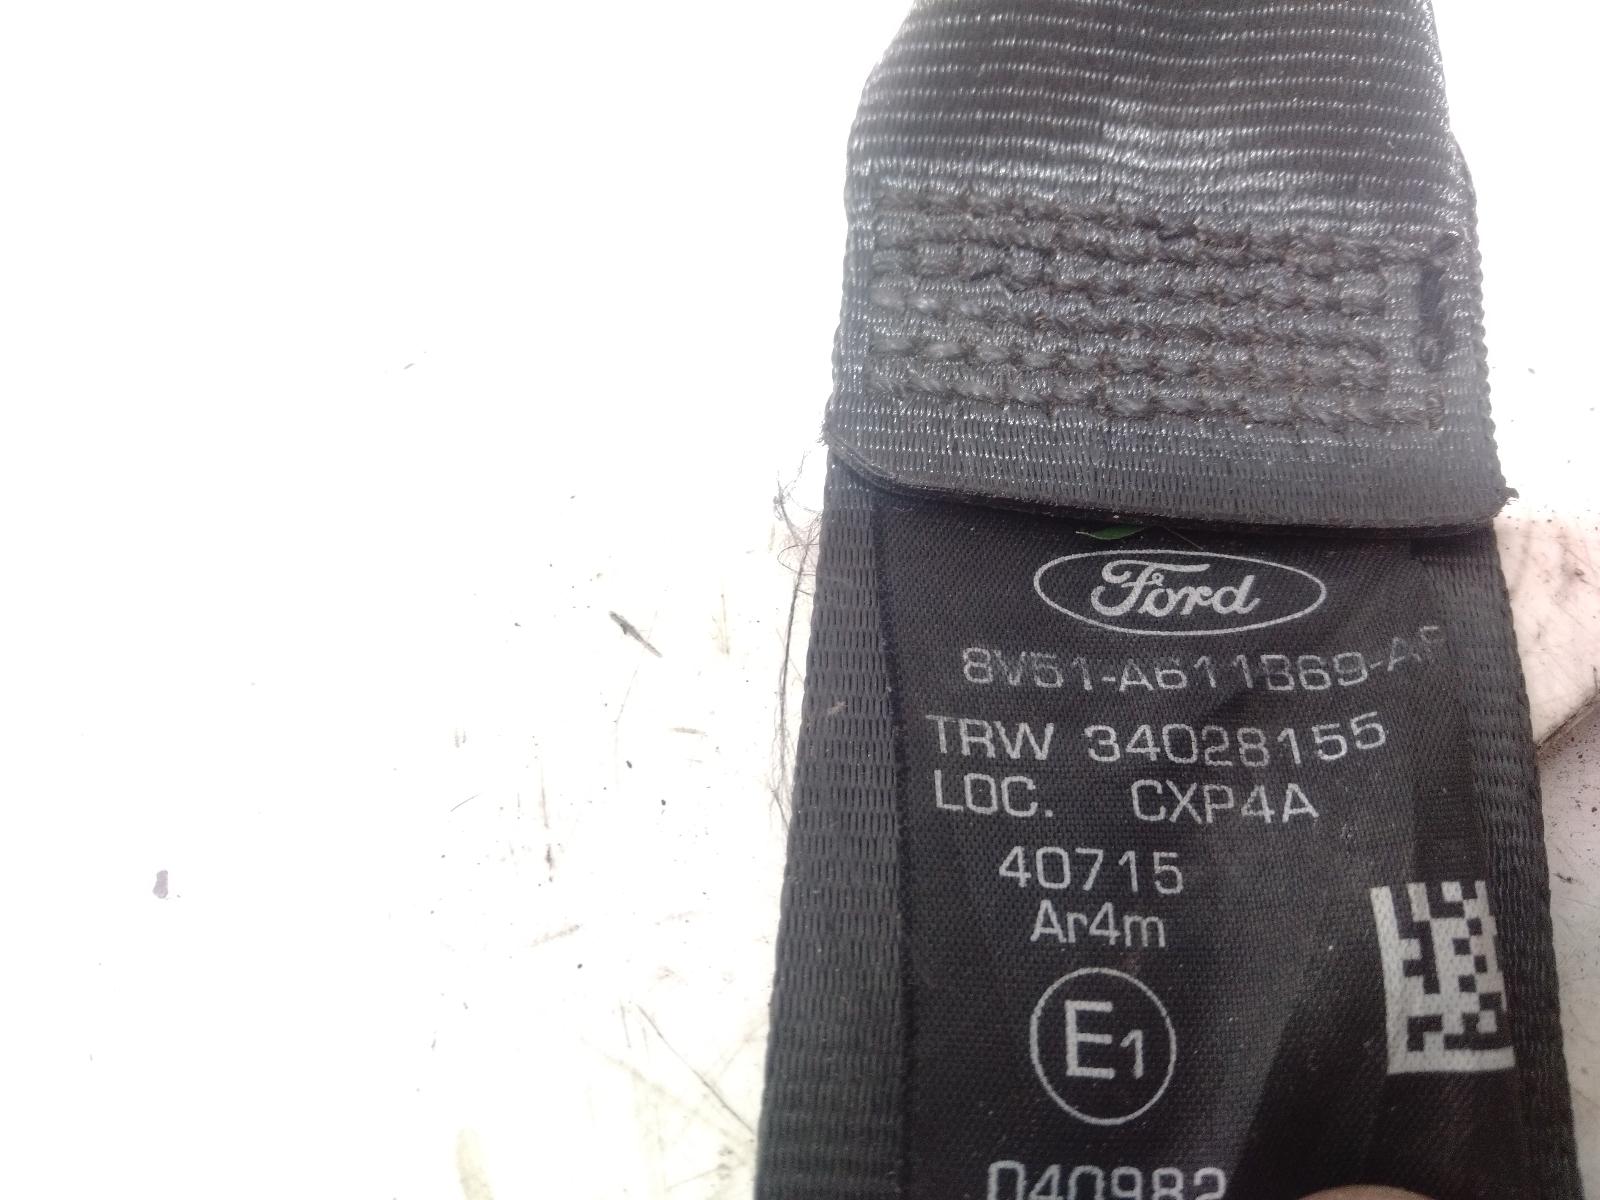 Ford
8V51-A611B69-A
TRW 34028155
LOC. CXP4A
40715
Ar4m
E1
040982